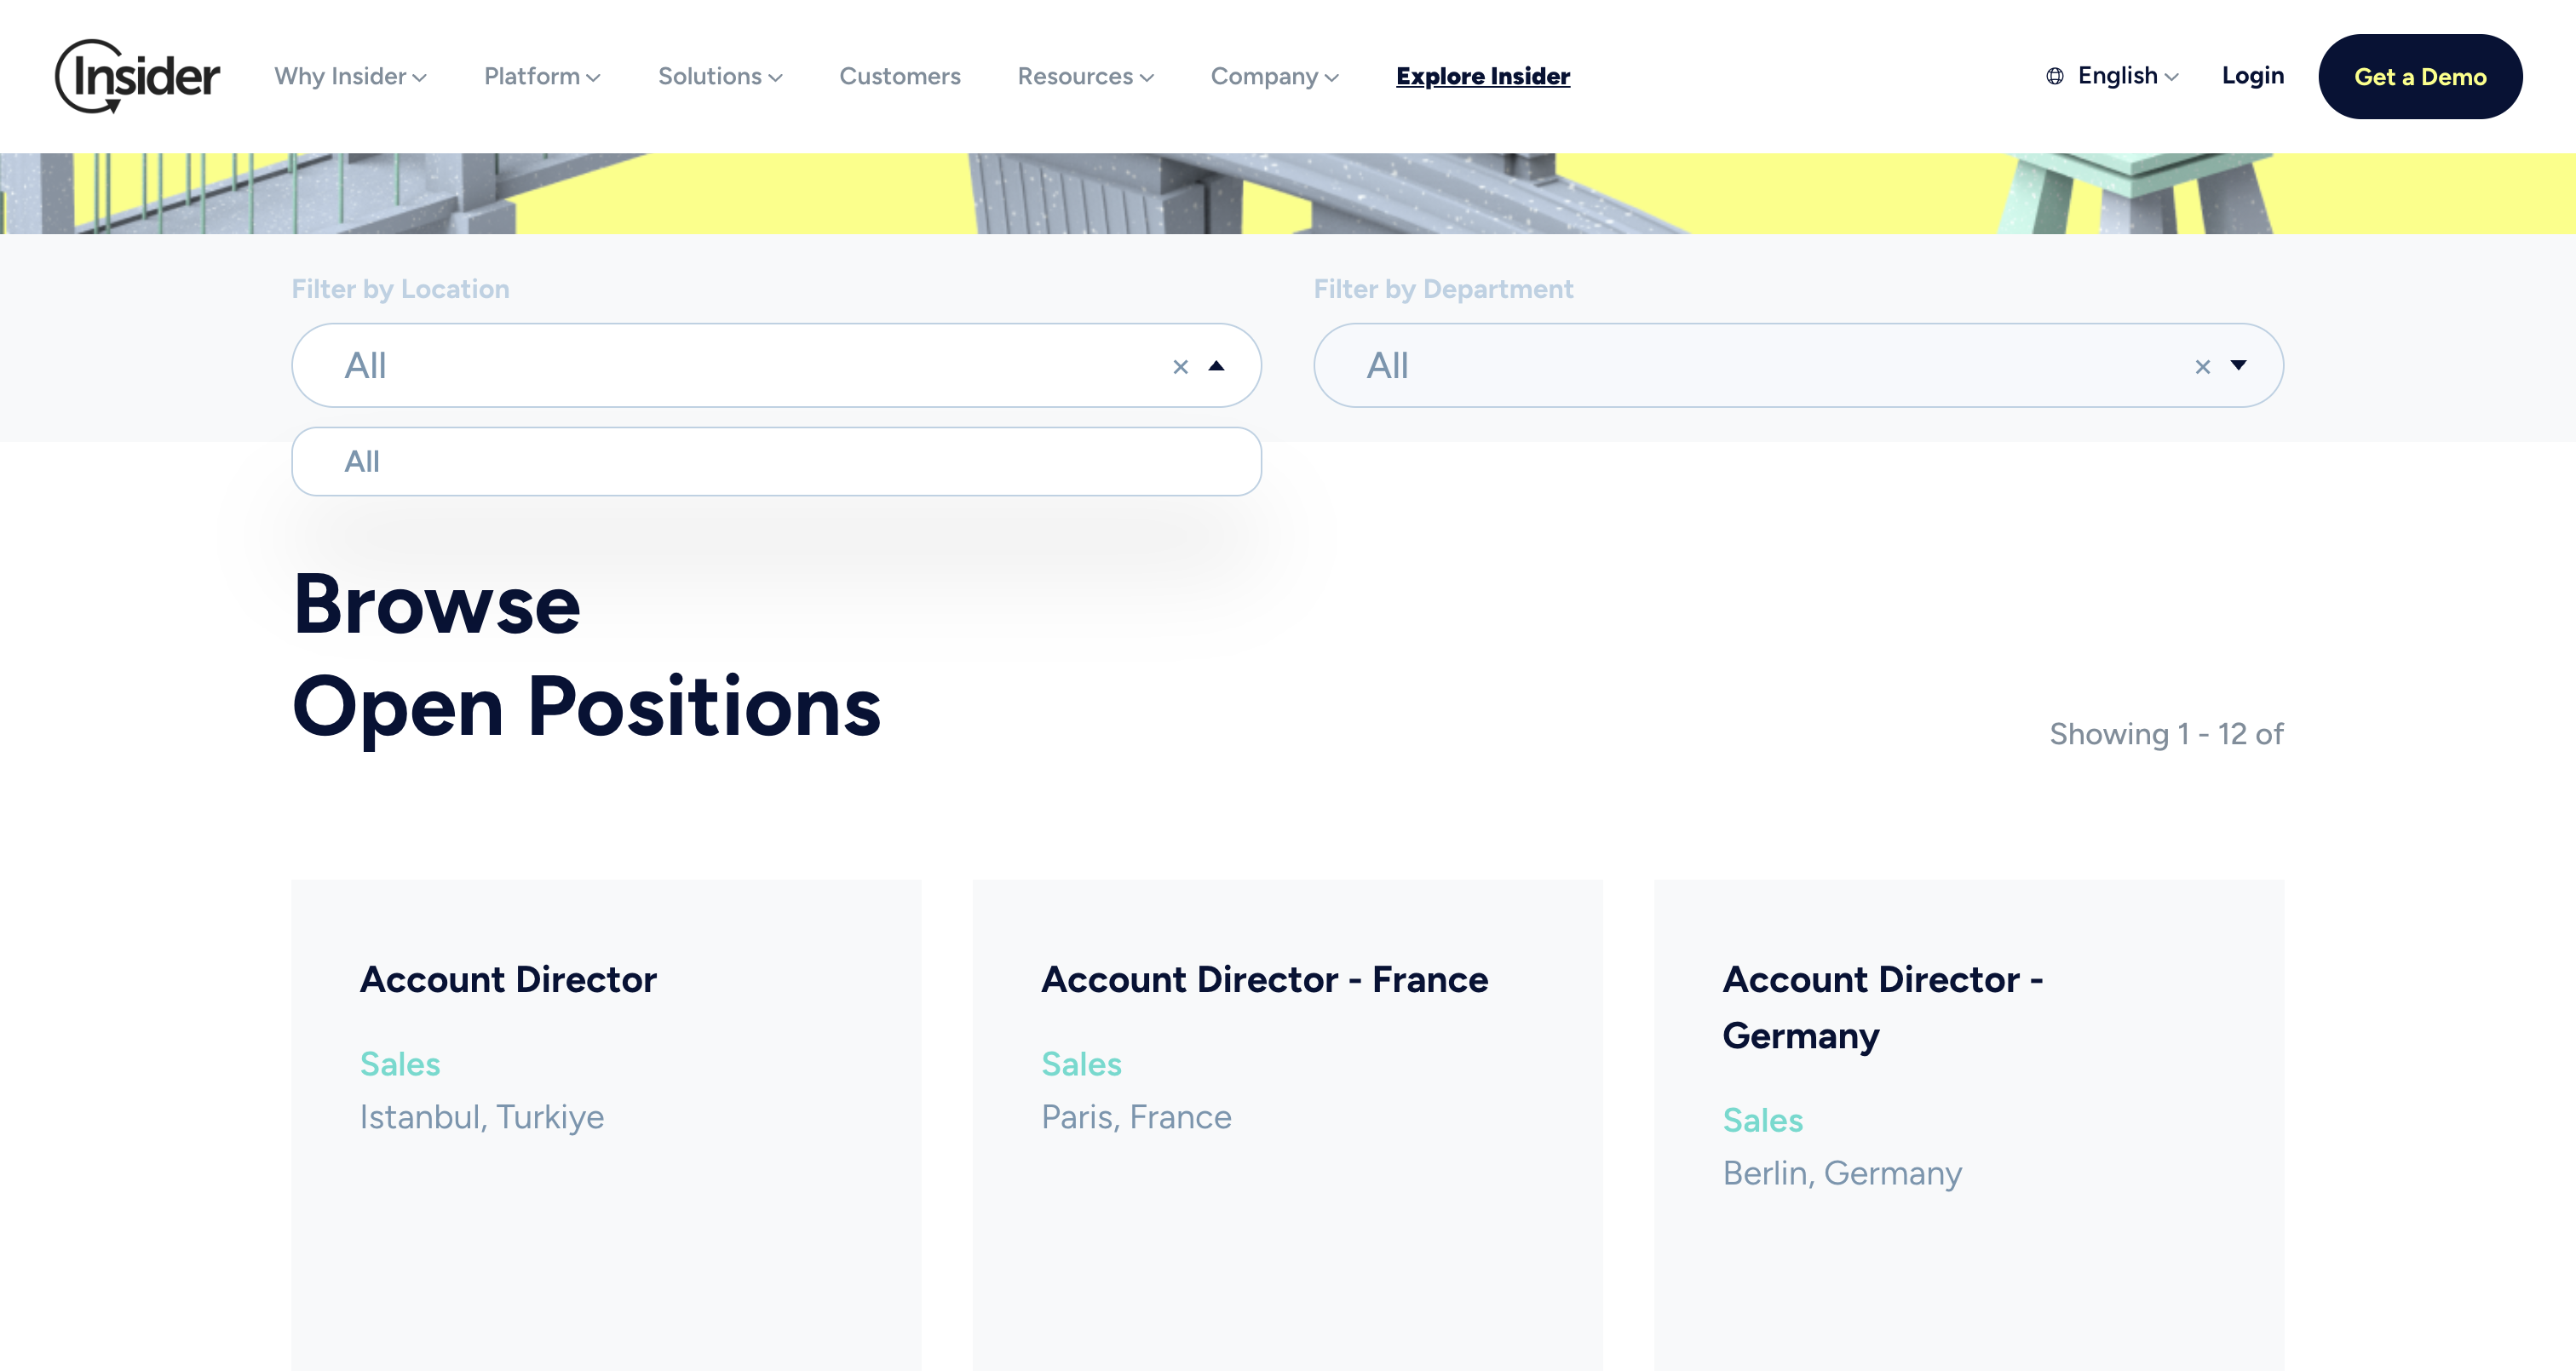 Insider Why Insider Platform Solutions Customers Resources Company Explore Insider English Login Get a Demo
Filter by Location
All ×
All
Filter by Department
All ×
Browse
Open Positions
Showing 1 - 12 of
Account Director
Sales
Istanbul, Turkiye
Account Director - France
Sales
Paris, France
Account Director -
Germany
Sales
Berlin, Germany